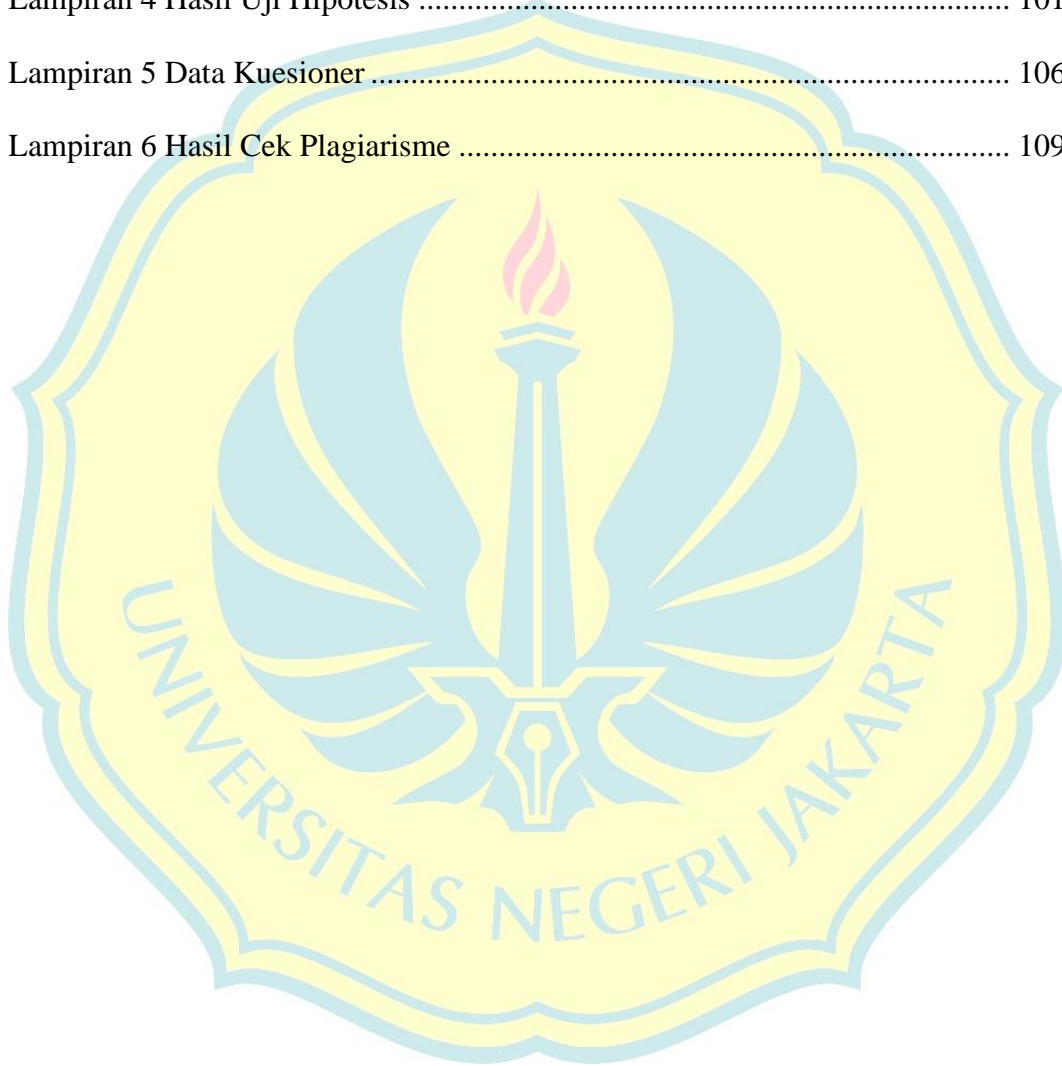 Lampiran 4 Hasil Uji Hipotesis ........................................................................... 101
Lampiran 5 Data Kuesioner ................................................................................. 106
Lampiran 6 Hasil Cek Plagiarisme ...................................................................... 109
UNIVERSITAS NEGERI JAKARTA